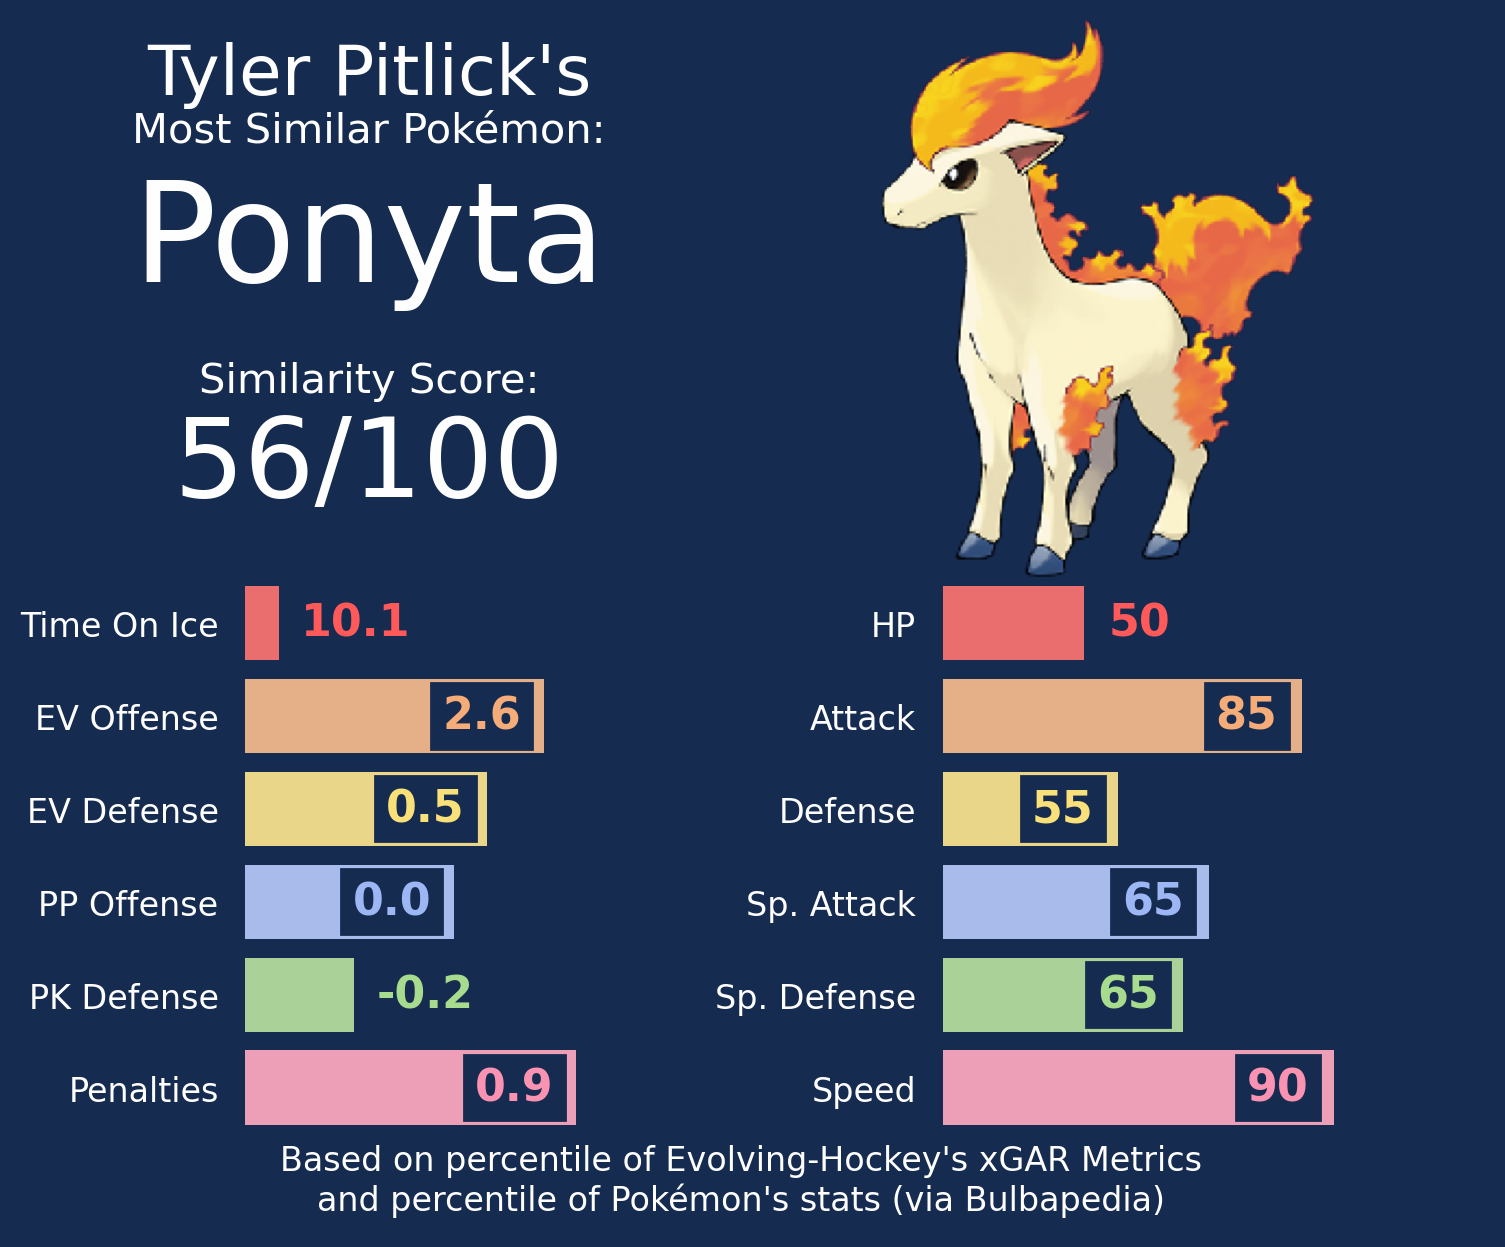 Tyler Pitlick's
Most Similar Pokémon:
Ponyta
Similarity Score:
56/100
Time On Ice 10.1
EV Offense 2.6
EV Defense 0.5
PP Offense 0.0
PK Defense -0.2
Penalties 0.9
HP 50
Attack 85
Defense 55
Sp. Attack 65
Sp. Defense 65
Speed 90
Based on percentile of Evolving-Hockey's xGAR Metrics
and percentile of Pokémon's stats (via Bulbapedia)